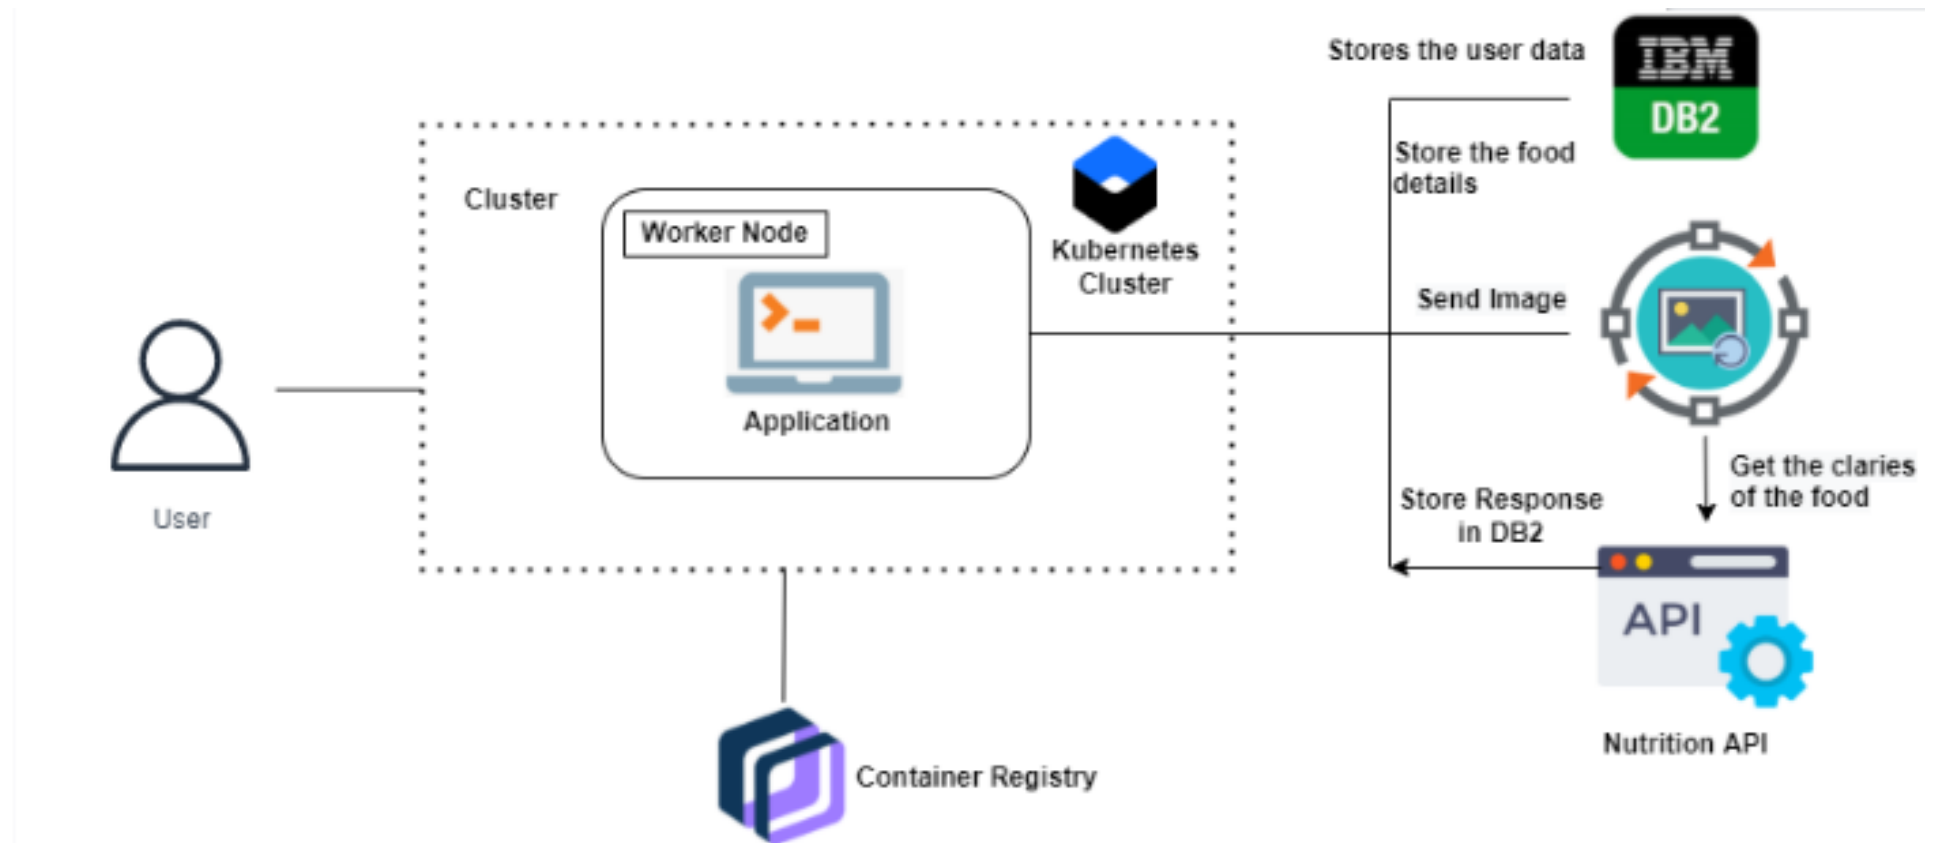 Stores the user data
IBM
DB2
Store the food
details
Cluster
Worker Node
Kubernetes
Cluster
Send Image
Application
Get the claries
of the food
Store Response
in DB2
User
API
Nutrition API
Container Registry